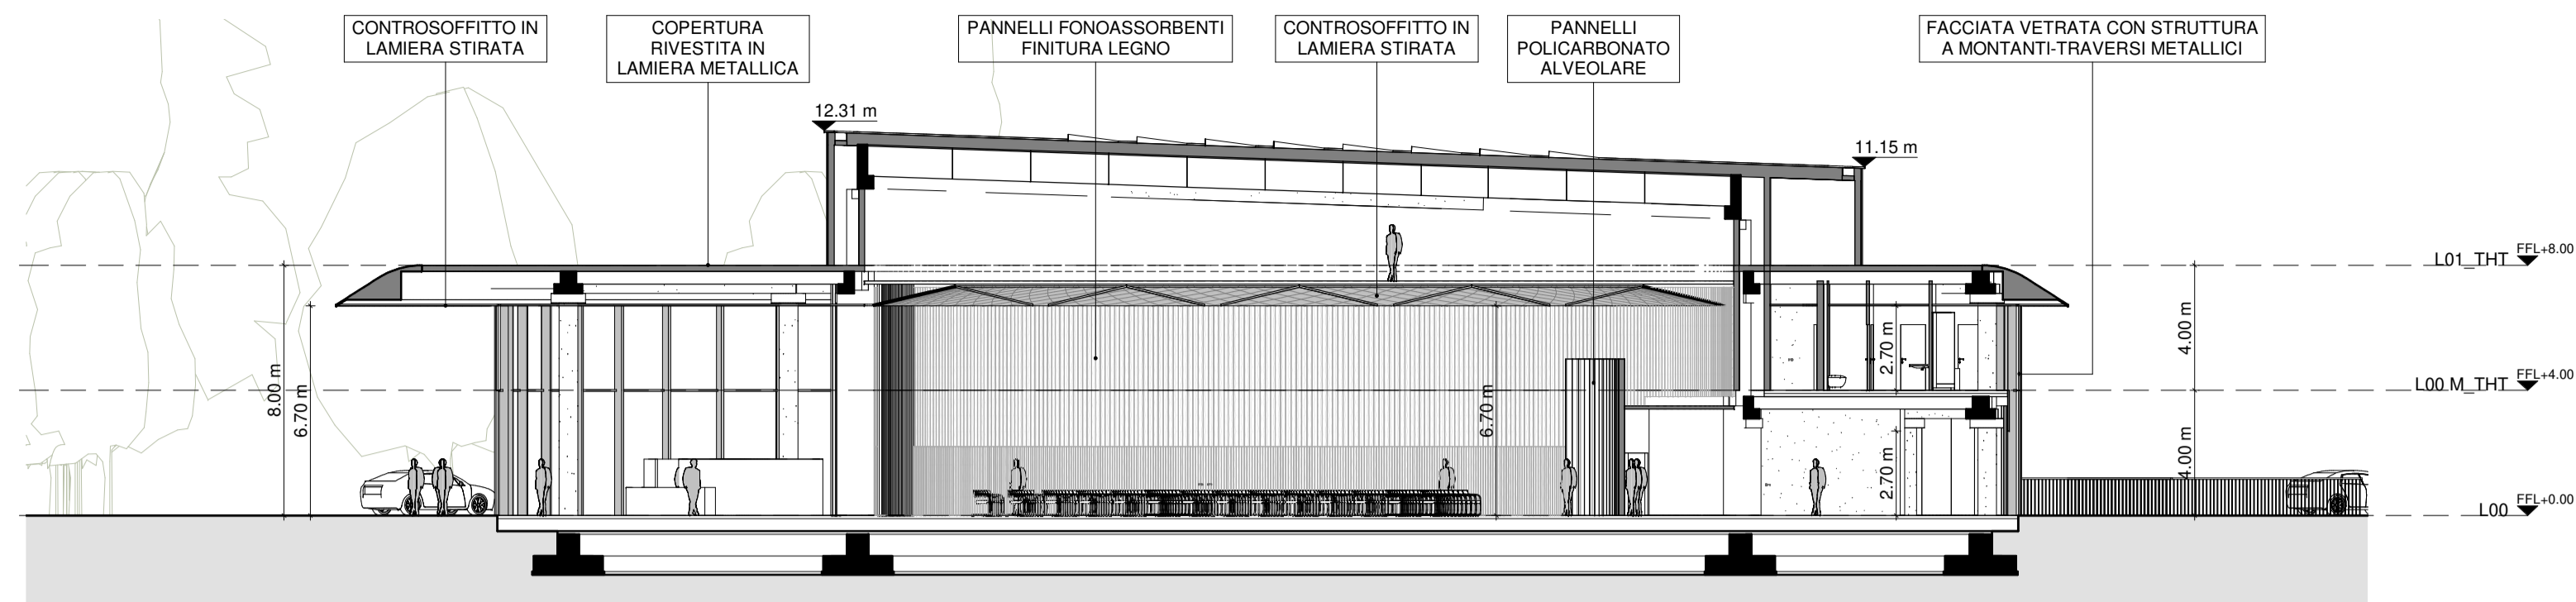 CONTROSOFFITTO IN
LAMIERA STIRATA
COPERTURA
RIVESTITA IN
LAMIERA METALLICA
PANNELLI FONOASSORBENTI
FINITURA LEGNO
CONTROSOFFITTO IN
LAMIERA STIRATA
PANNELLI
POLICARBONATO
ALVEOLARE
FACCIATA VETRATA CON STRUTTURA
A MONTANTI-TRAVERSI METALLICI
12.31 m
11.15 m
L01_THT FFL+8.00
L00 M_THT FFL+4.00
L00 FFL+0.00
8.00 m
6.70 m
6.70 m
2.70 m
2.70 m
4.00 m
4.00 m